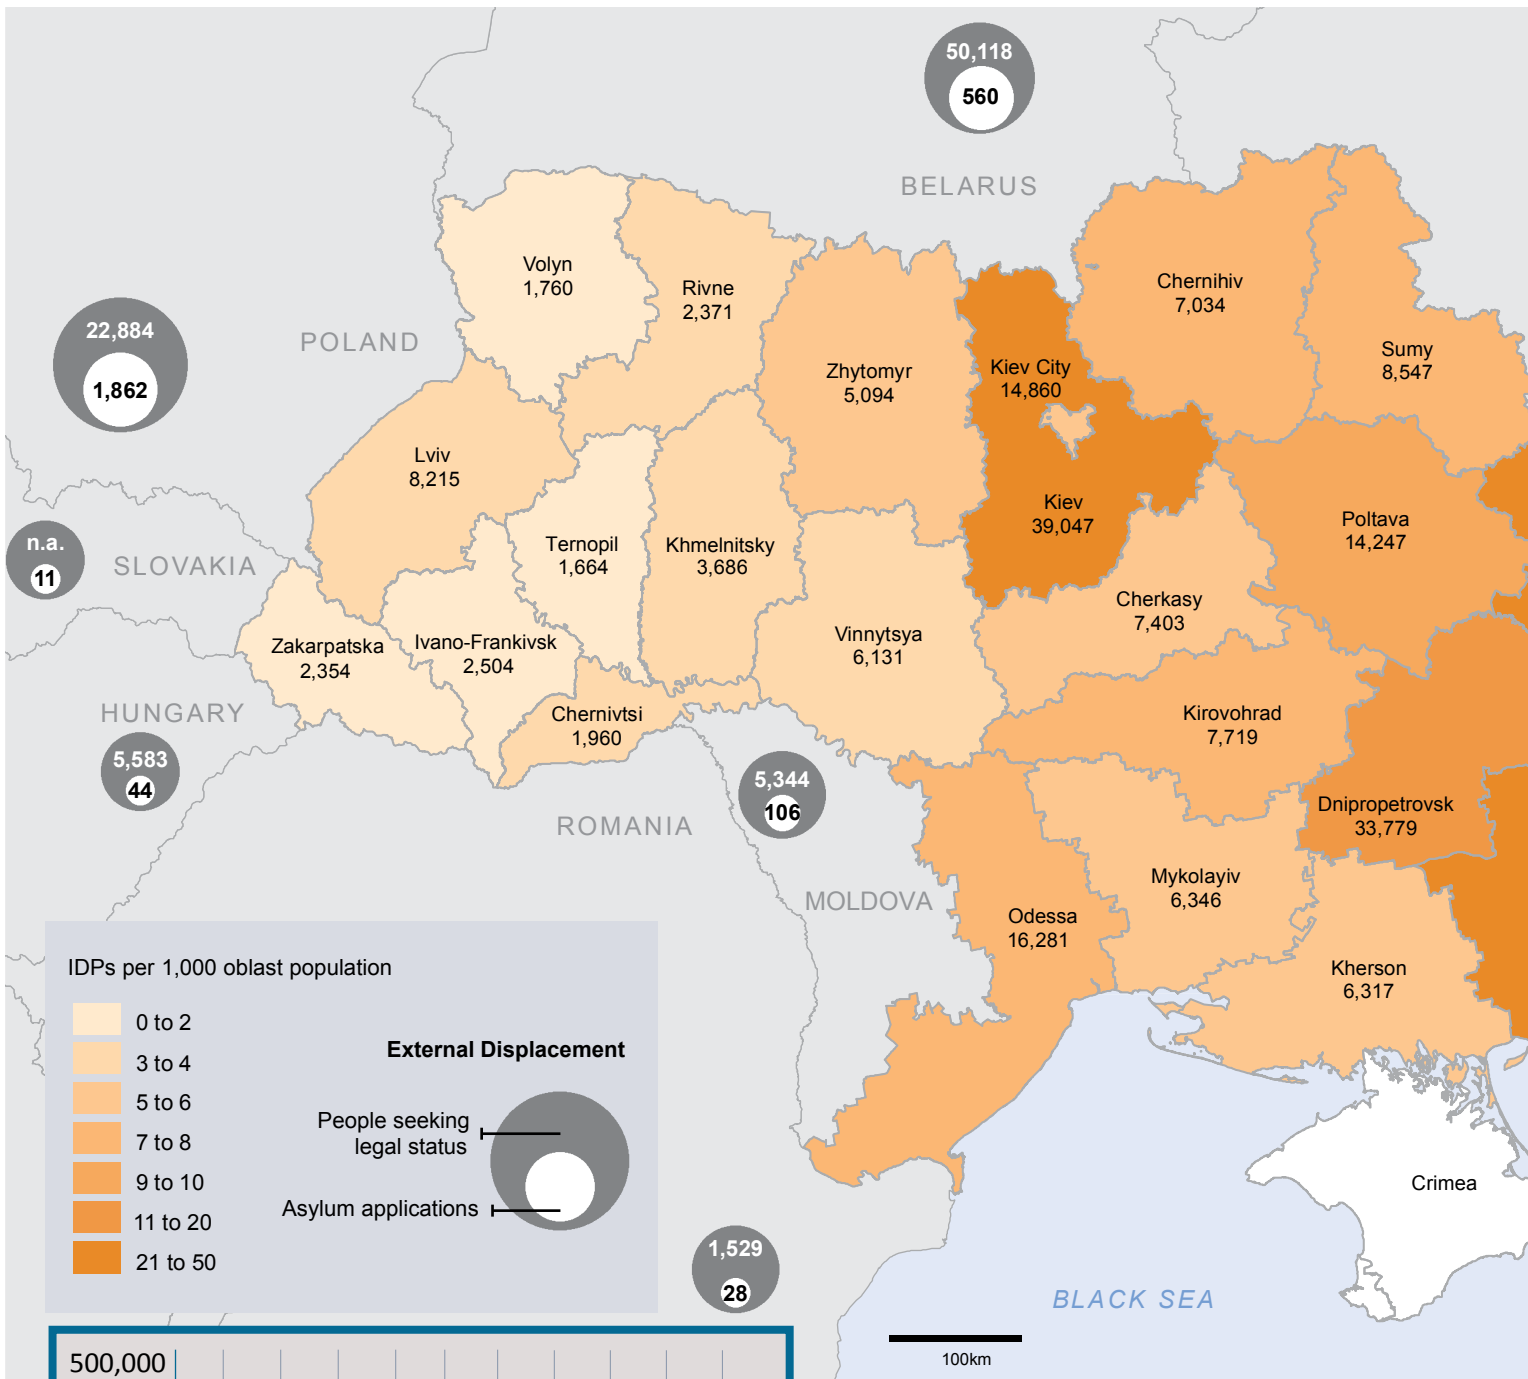 50,118
560
BELARUS
Volyn
1,760
Rivne
2,371
Chernihiv
7,034
22,884
1,862
POLAND
Zhytomyr
5,094
Kiev City
14,860
Sumy
8,547
Lviv
8,215
Kiev
39,047
Poltava
14,247
n.a.
11
SLOVAKIA
Ternopil
1,664
Khmelnitsky
3,686
Cherkasy
7,403
Zakarpatska
2,354
Ivano-Frankivsk
2,504
Vinnytsya
6,131
HUNGARY
5,583
44
Chernivtsi
1,960
Kirovohrad
7,719
5,344
106
ROMANIA
Dnipropetrovsk
33,779
MOLDOVA
Mykolayiv
6,346
Odessa
16,281
Kherson
6,317
IDPs per 1,000 oblast population
0 to 2
3 to 4
5 to 6
7 to 8
9 to 10
11 to 20
21 to 50
External Displacement
People seeking
legal status
Asylum applications
Crimea
1,529
28
BLACK SEA
100km
500,000